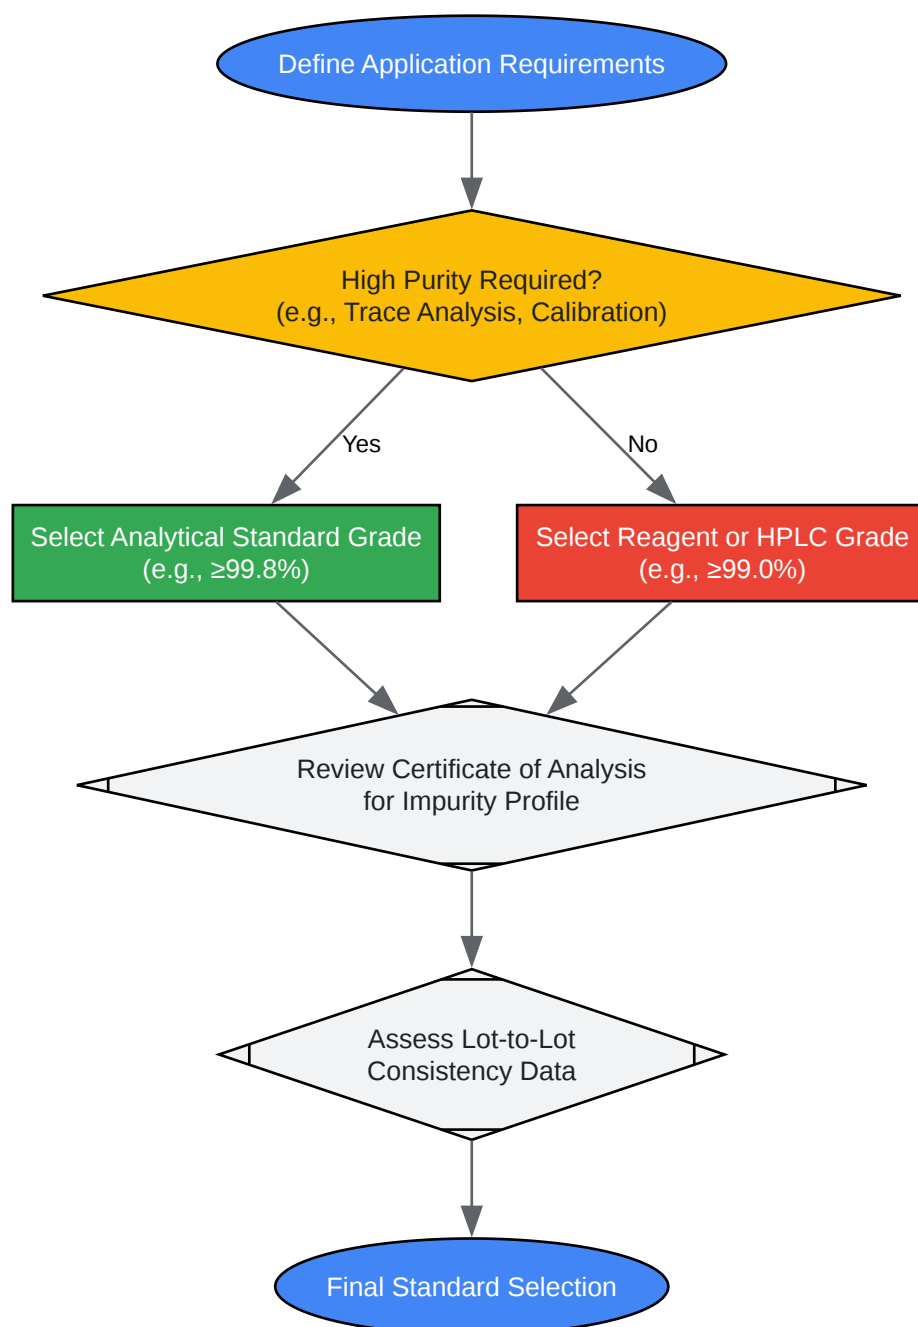 Define Application Requirements
High Purity Required?
(e.g., Trace Analysis, Calibration)
Yes
No
Select Analytical Standard Grade
(e.g., ≥99.8%)
Select Reagent or HPLC Grade
(e.g., ≥99.0%)
Review Certificate of Analysis
for Impurity Profile
Assess Lot-to-Lot
Consistency Data
Final Standard Selection